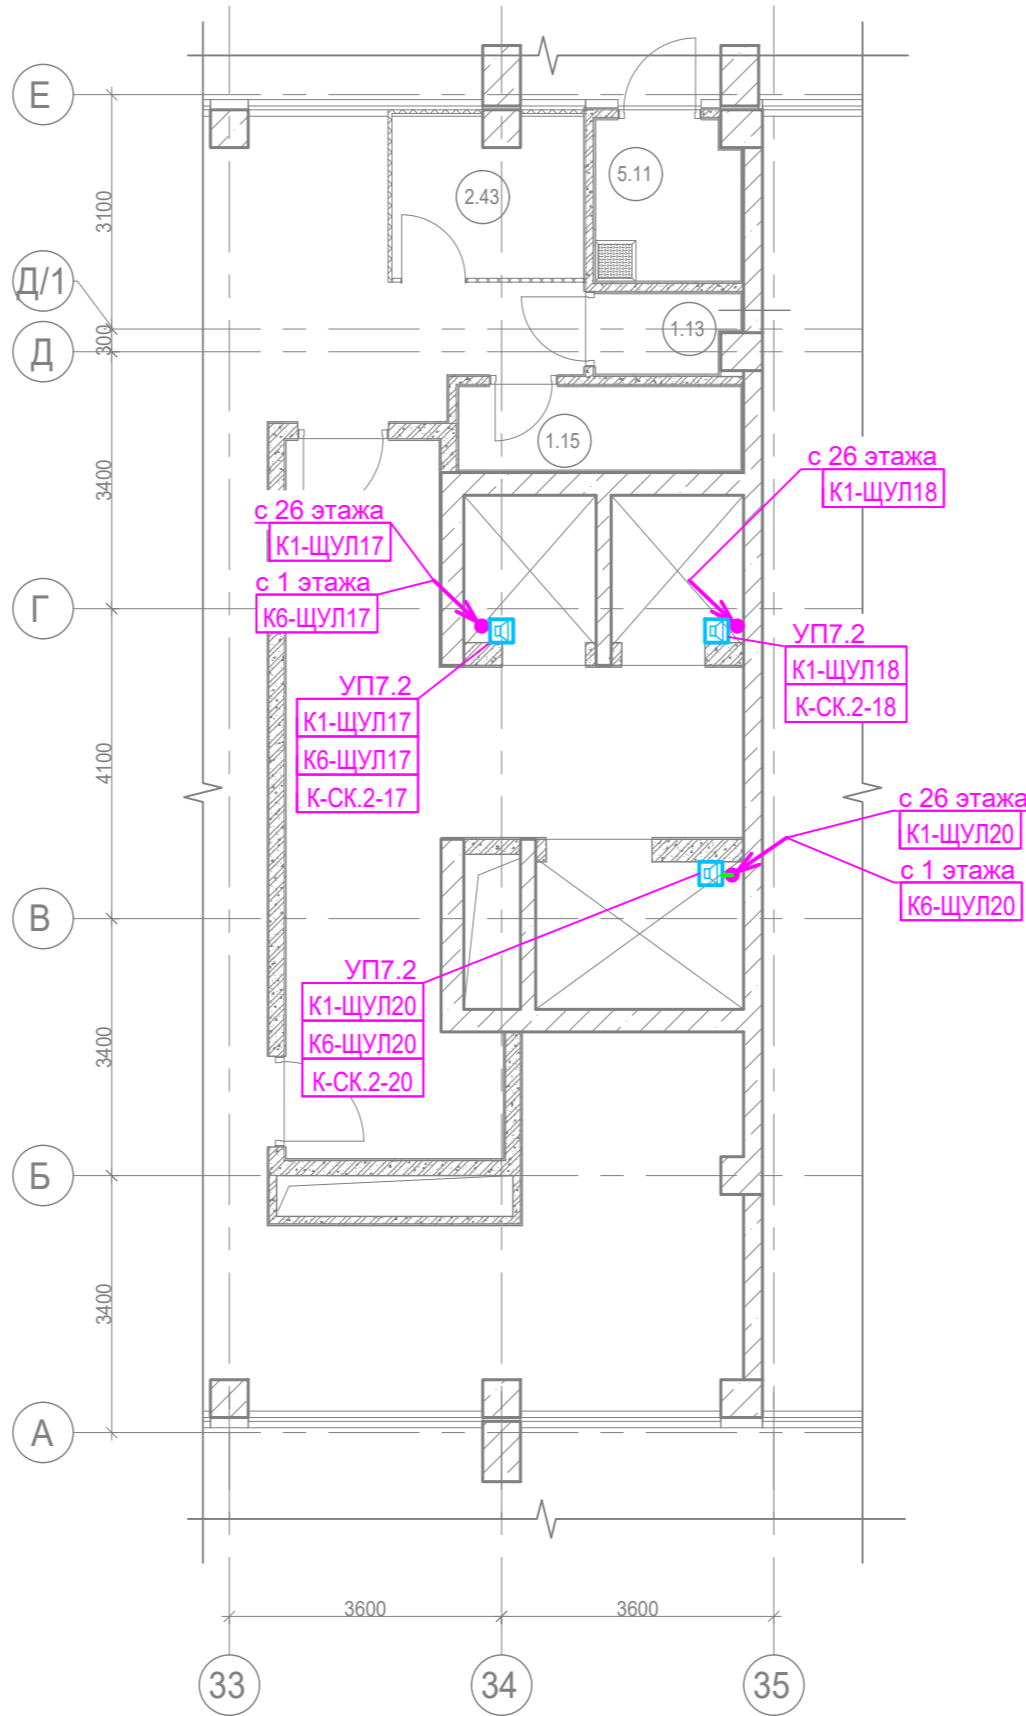 Е
3100
2.43
5.11
Д/1
300
Д
1.13
1.15
3400
с 26 этажа
К1-ЩУЛ17
с 1 этажа
К6-ЩУЛ17
с 26 этажа
К1-ЩУЛ18
Г
УП7.2
К1-ЩУЛ17
К6-ЩУЛ17
К-СК.2-17
УП7.2
К1-ЩУЛ18
К-СК.2-18
4100
с 26 этажа
К1-ЩУЛ20
с 1 этажа
К6-ЩУЛ20
В
УП7.2
К1-ЩУЛ20
К6-ЩУЛ20
К-СК.2-20
3400
Б
3400
А
3600
3600
33
34
35